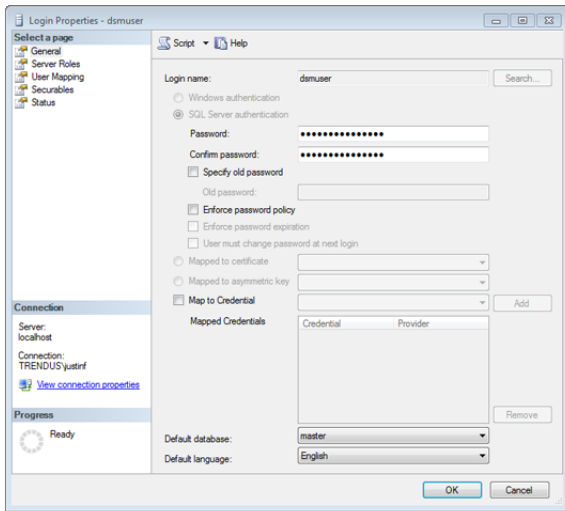 Login Properties - dsmuser
Select a page
General
Server Roles
User Mapping
Securables
Status
Script
Help
Login name:
dsmuser
Search...
Windows authentication
SQL Server authentication
Password:
●●●●●●●●●●●●●●●
Confirm password:
●●●●●●●●●●●●●●●
Specify old password
Old password:
Enforce password policy
Enforce password expiration
User must change password at next login
Mapped to certificate
Mapped to asymmetric key
Map to Credential
Add
Mapped Credentials
Credential Provider
Remove
Default database:
master
Default language:
English
Connection
Server:
localhost
Connection:
TRENDUS\justinf
View connection properties
Progress
Ready
OK
Cancel